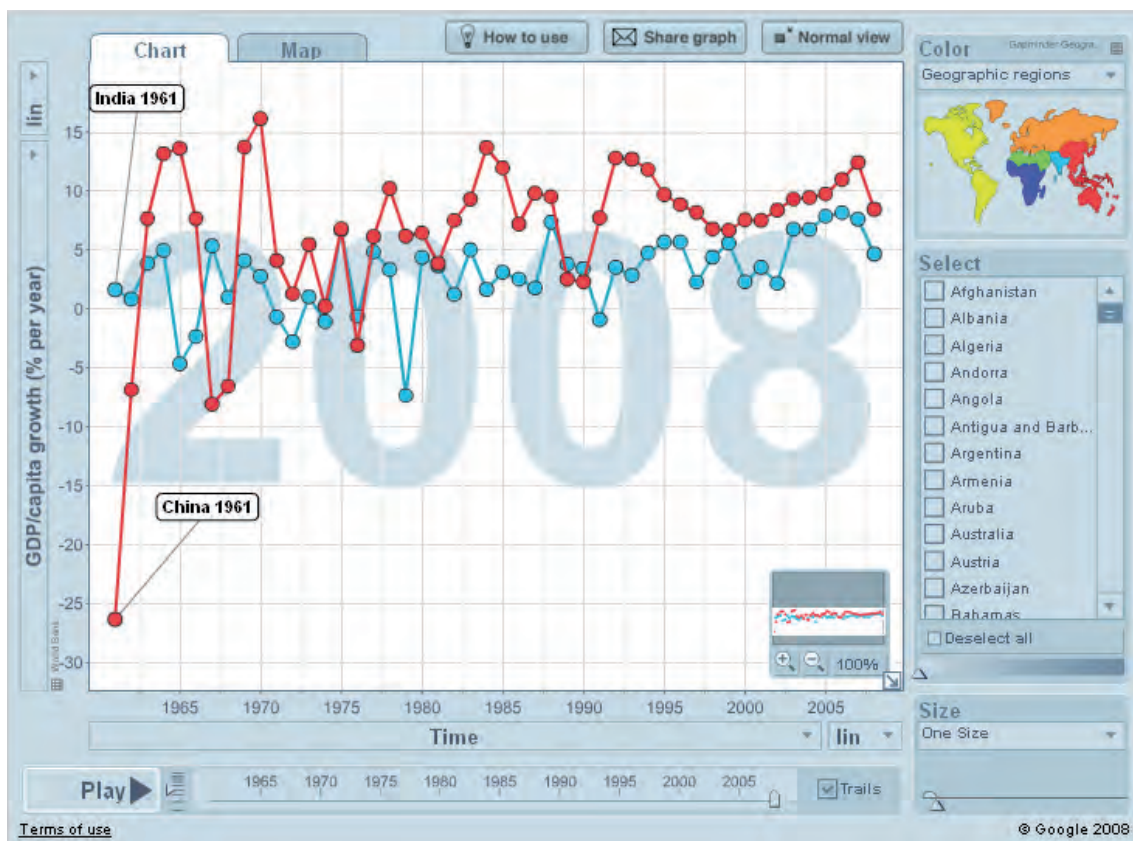 Chart
Map
How to use
Share graph
Normal view
lin
GDP/capita growth (% per year)
World Bank
India 1961
China 1961
2008
15
10
5
0
-5
-10
-15
-20
-25
-30
1965 1970 1975 1980 1985 1990 1995 2000 2005
Time
lin
100%
Play
1965 1970 1975 1980 1985 1990 1995 2000 2005
Trails
Color
Gapminder Geogra...
Geographic regions
Select
Afghanistan
Albania
Algeria
Andorra
Angola
Antigua and Barb...
Argentina
Armenia
Aruba
Australia
Austria
Azerbaijan
Bahamas
Deselect all
Size
One Size
Terms of use
© Google 2008